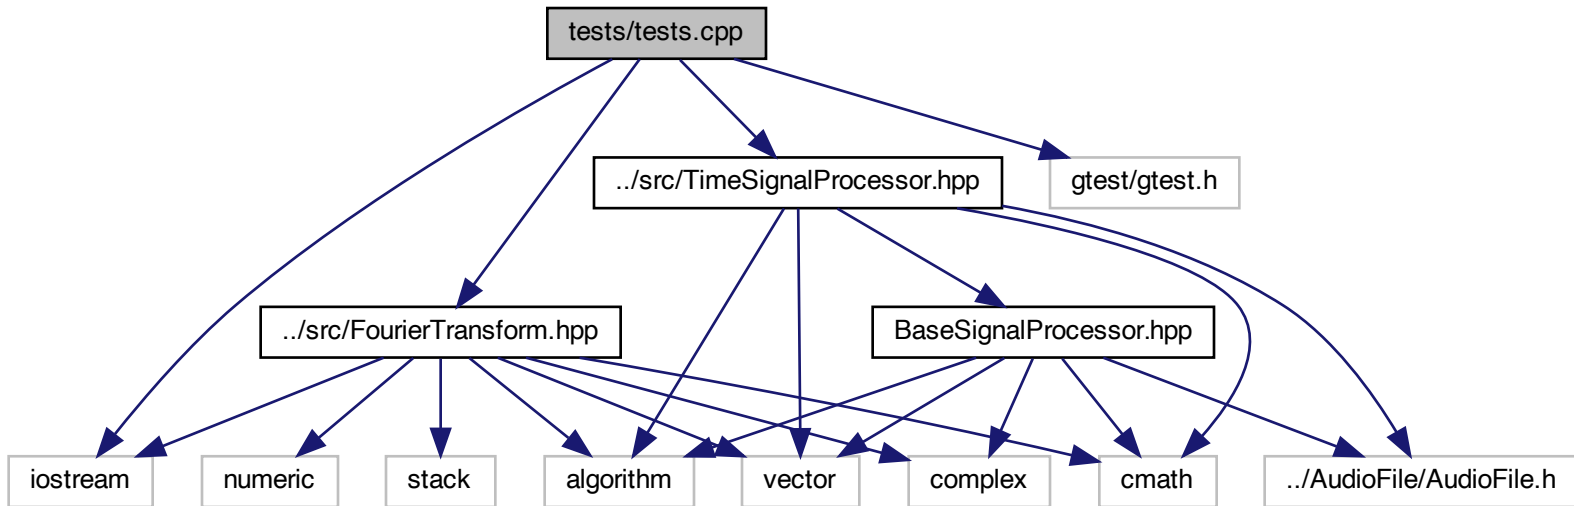 tests/tests.cpp
../src/TimeSignalProcessor.hpp
gtest/gtest.h
../src/FourierTransform.hpp
BaseSignalProcessor.hpp
iostream
numeric
stack
algorithm
vector
complex
cmath
../AudioFile/AudioFile.h